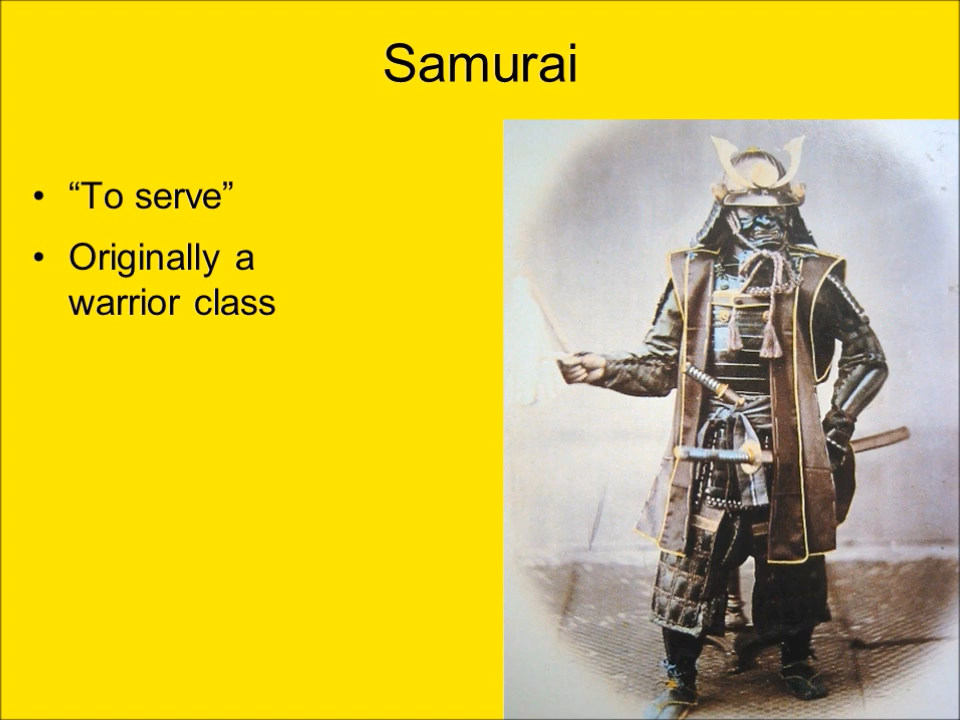 Samurai
• “To serve”
• Originally a
warrior class